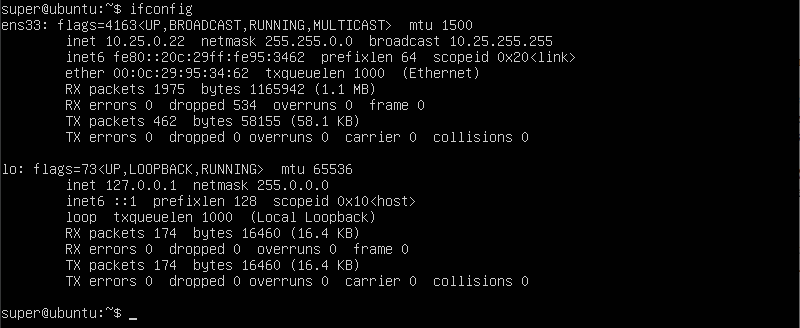 super@ubuntu:~$ ifconfig
ens33: flags=4163<UP,BROADCAST,RUNNING,MULTICAST>  mtu 1500
        inet 10.25.0.22  netmask 255.255.0.0  broadcast 10.25.255.255
        inet6 fe80::20c:29ff:fe95:3462  prefixlen 64  scopeid 0x20<link>
        ether 00:0c:29:95:34:62  txqueuelen 1000  (Ethernet)
        RX packets 1975  bytes 1165942 (1.1 MB)
        RX errors 0  dropped 534  overruns 0  frame 0
        TX packets 462  bytes 58155 (58.1 KB)
        TX errors 0  dropped 0 overruns 0  carrier 0  collisions 0

lo: flags=73<UP,LOOPBACK,RUNNING>  mtu 65536
        inet 127.0.0.1  netmask 255.0.0.0
        inet6 ::1  prefixlen 128  scopeid 0x10<host>
        loop  txqueuelen 1000  (Local Loopback)
        RX packets 174  bytes 16460 (16.4 KB)
        RX errors 0  dropped 0  overruns 0  frame 0
        TX packets 174  bytes 16460 (16.4 KB)
        TX errors 0  dropped 0 overruns 0  carrier 0  collisions 0

super@ubuntu:~$ _